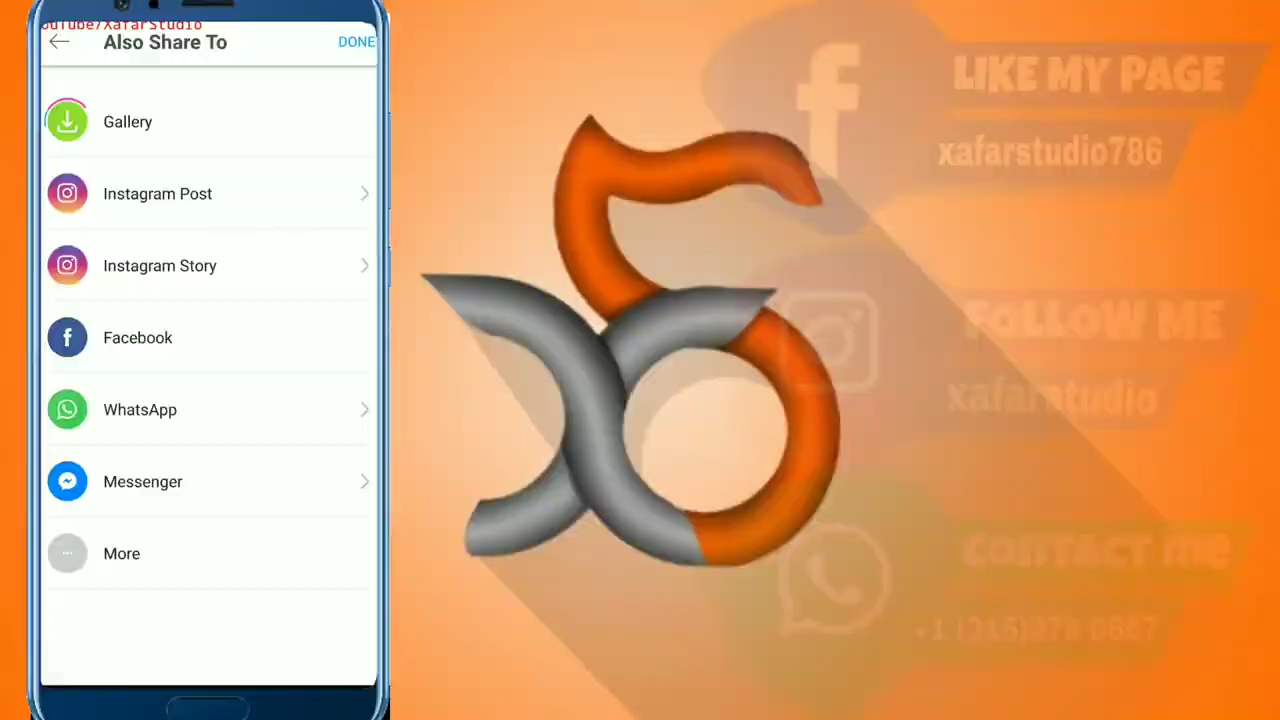 Also Share To
DONE
Gallery
Instagram Post
Instagram Story
Facebook
WhatsApp
Messenger
More
LIKE MY PAGE
xafarstudio786
FOLLOW ME
xafarstudio
CONTACT ME